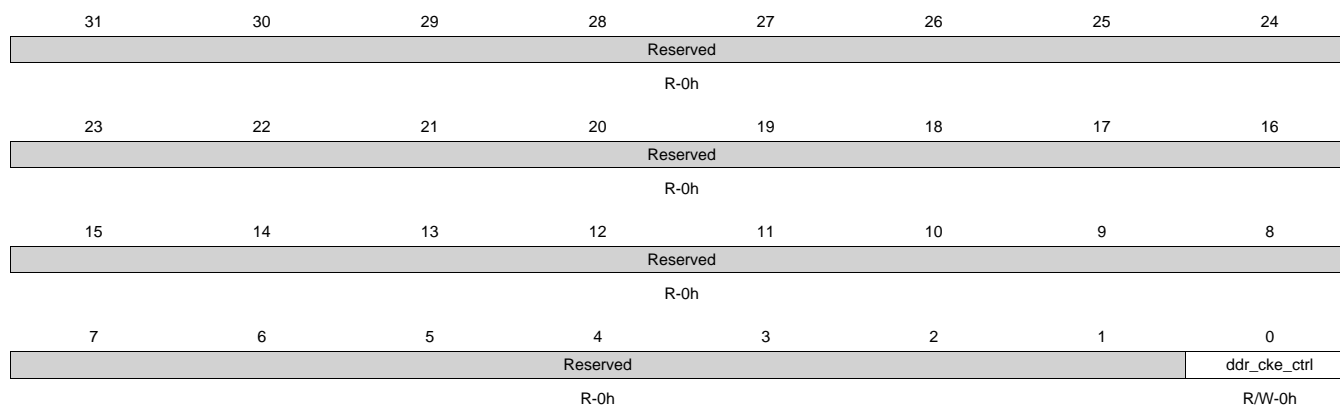 31 30 29 28 27 26 25 24
Reserved
R-0h
23 22 21 20 19 18 17 16
Reserved
R-0h
15 14 13 12 11 10 9 8
Reserved
R-0h
7 6 5 4 3 2 1 0
Reserved ddr_cke_ctrl
R-0h R/W-0h